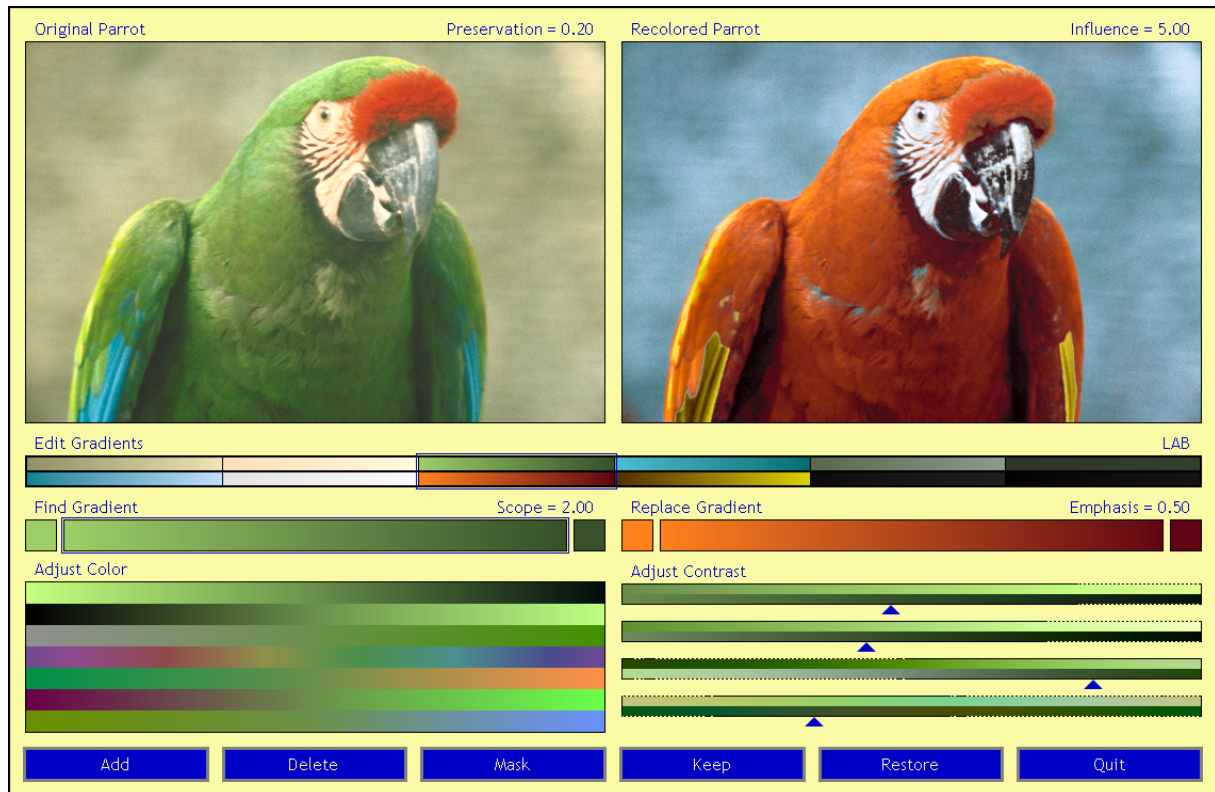 Original Parrot Preservation = 0.20 Recolored Parrot Influence = 5.00
Edit Gradients LAB
Find Gradient Scope = 2.00 Replace Gradient Emphasis = 0.50
Adjust Color Adjust Contrast
Add Delete Mask Keep Restore Quit